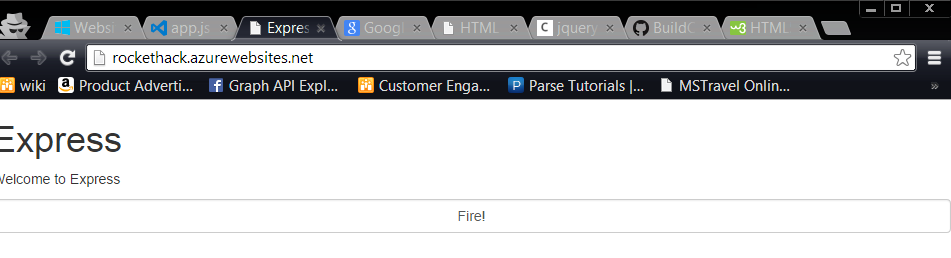 Websi app.js Expres Googl HTML jquery BuildC HTML
rockethack.azurewebsites.net
wiki Product Adverti... Graph API Expl... Customer Enga... Parse Tutorials |... MSTravel Onlin... »
Express
Welcome to Express
Fire!